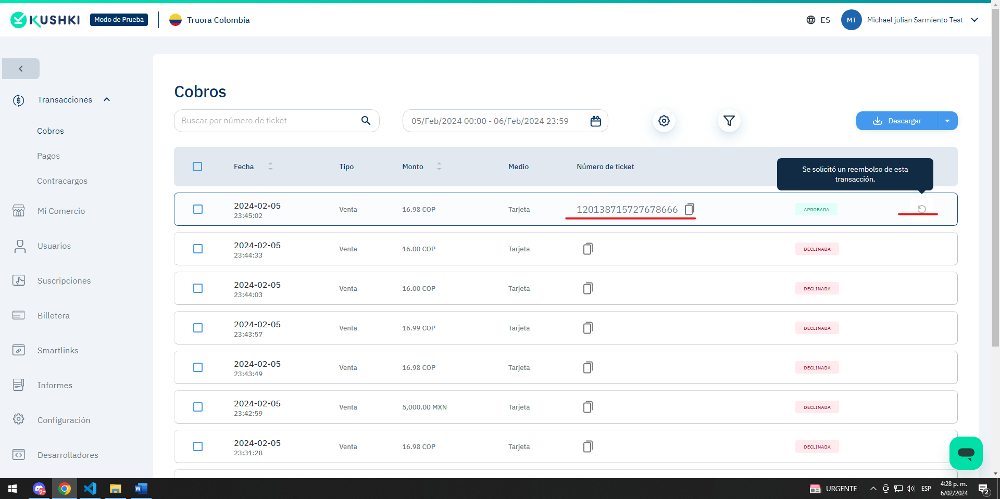 KUSHKI
Modo de Prueba
Truora Colombia
ES
MT
Michael julian Sarmiento Test
Transacciones
Cobros
Pagos
Contracargos
Mi Comercio
Usuarios
Suscripciones
Billetera
Smartlinks
Informes
Configuración
Desarrolladores
Cobros
Buscar por número de ticket
05/Feb/2024 00:00 - 06/Feb/2024 23:59
Descargar
Fecha Tipo Monto Medio Número de ticket
Se solicitó un reembolso de esta
transacción.
2024-02-05
23:45:02
Venta 16.98 COP Tarjeta 120138715727678666 APROBADA
2024-02-05
23:44:33
Venta 16.00 COP Tarjeta DECLINADA
2024-02-05
23:44:03
Venta 16.00 COP Tarjeta DECLINADA
2024-02-05
23:43:57
Venta 16.99 COP Tarjeta DECLINADA
2024-02-05
23:43:49
Venta 16.98 COP Tarjeta DECLINADA
2024-02-05
23:42:59
Venta 5,000.00 MXN Tarjeta DECLINADA
2024-02-05
23:31:28
Venta 16.98 COP Tarjeta DECLINADA
9+
URGENTE
ESP
4:28 p. m.
6/02/2024
2